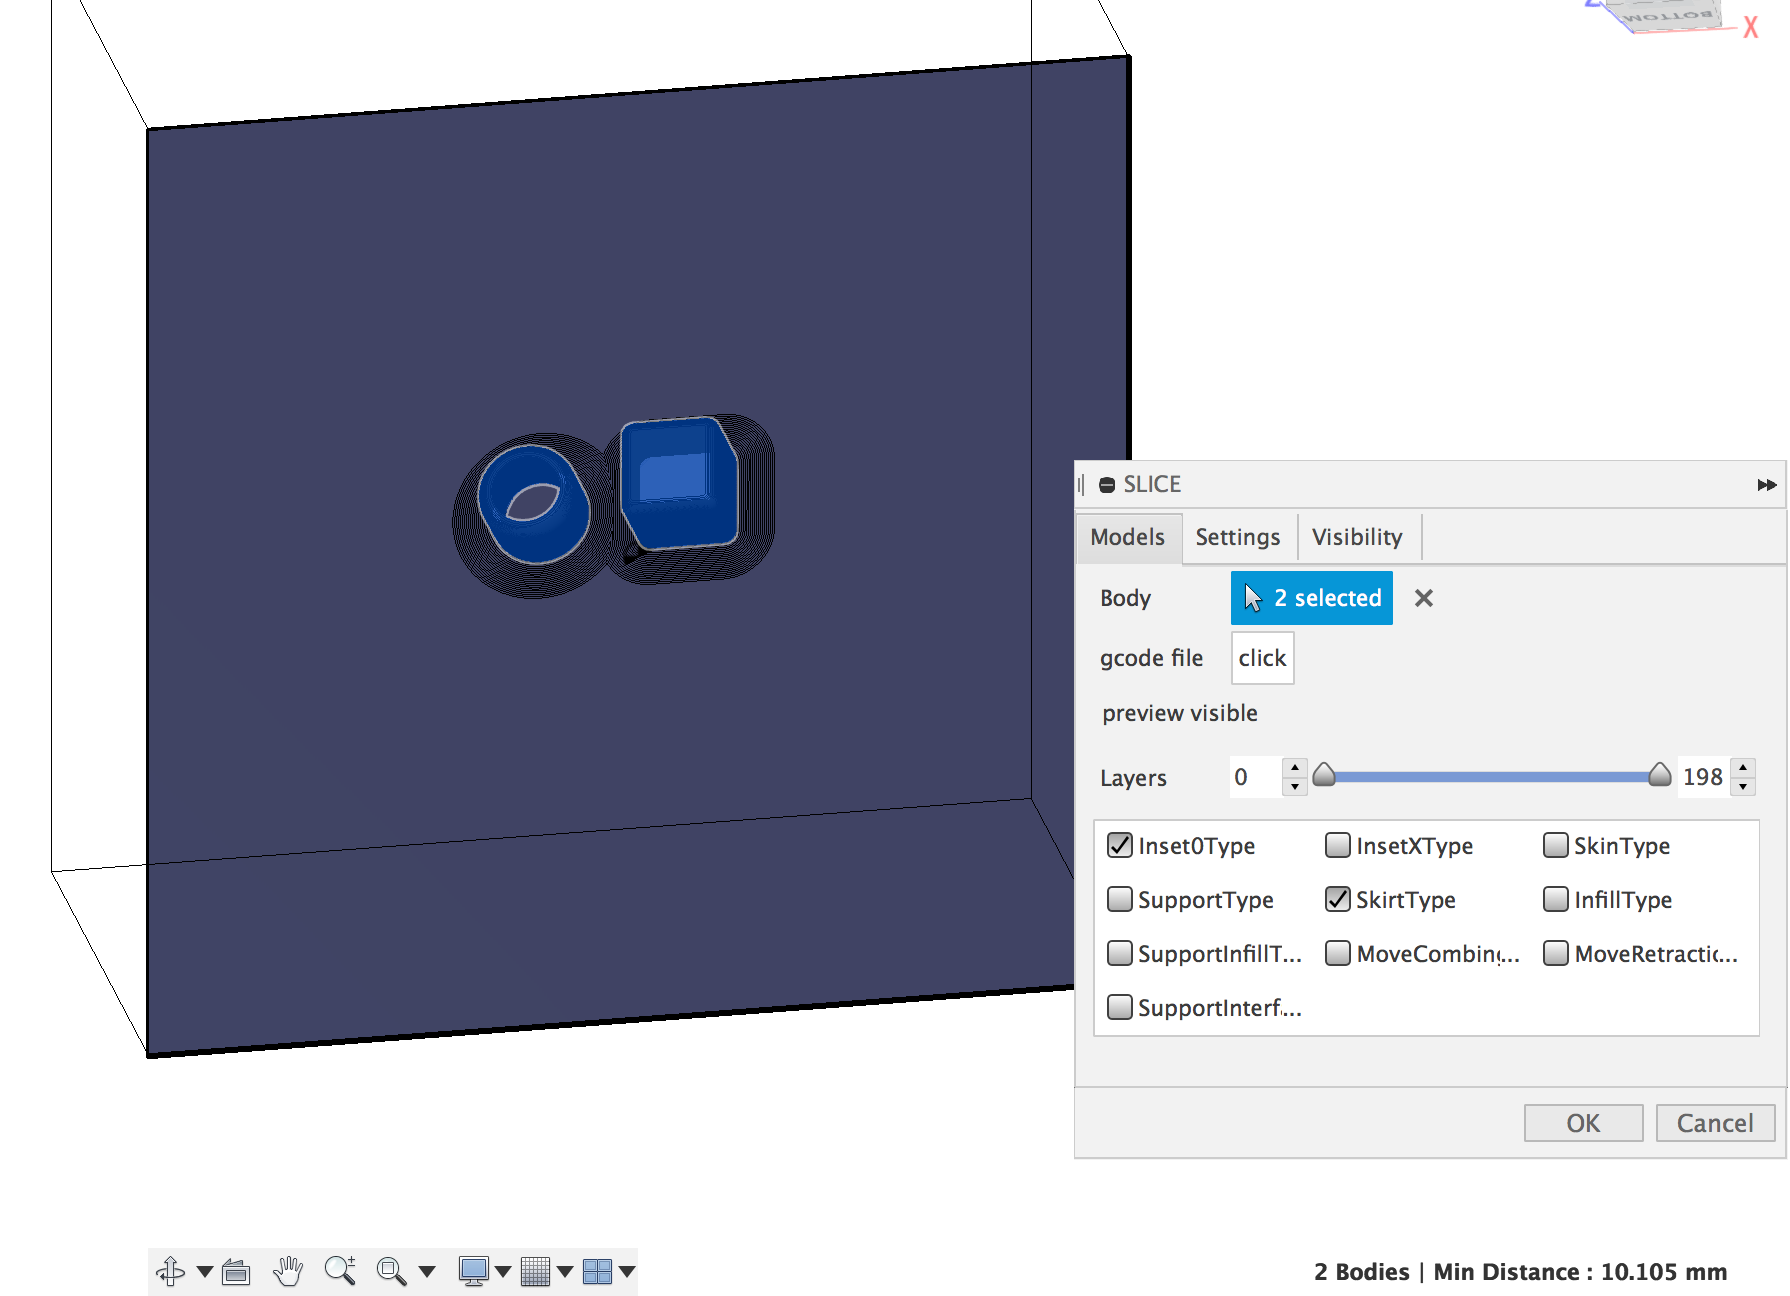 Z
BOTTOM
X
SLICE
Models Settings Visibility
Body 2 selected
gcode file click
preview visible
Layers 0 198
Inset0Type InsetXType SkinType
SupportType SkirtType InfillType
SupportInfillT... MoveCombin... MoveRetractic...
SupportInterf...
OK Cancel
2 Bodies | Min Distance : 10.105 mm